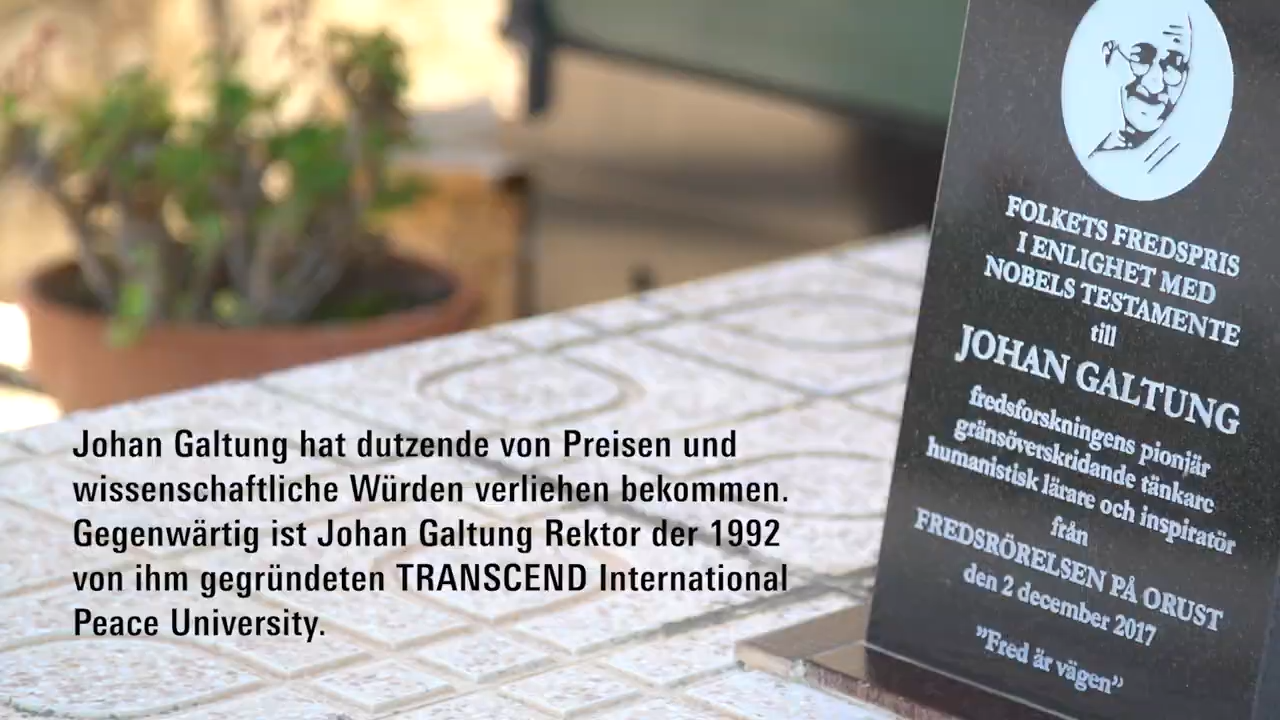 Johan Galtung hat dutzende von Preisen und
wissenschaftliche Würden verliehen bekommen.
Gegenwärtig ist Johan Galtung Rektor der 1992
von ihm gegründeten TRANSCEND International
Peace University.
FOLKETS FREDSPRIS
I ENLIGHET MED
NOBELS TESTAMENTE
till
JOHAN GALTUNG
fredsforskningens pionjär
gränsöverskridande tänkare
humanistisk lärare och inspiratör
från
FREDSRÖRELSEN PÅ ORUST
den 2 december 2017
”Fred är vägen”